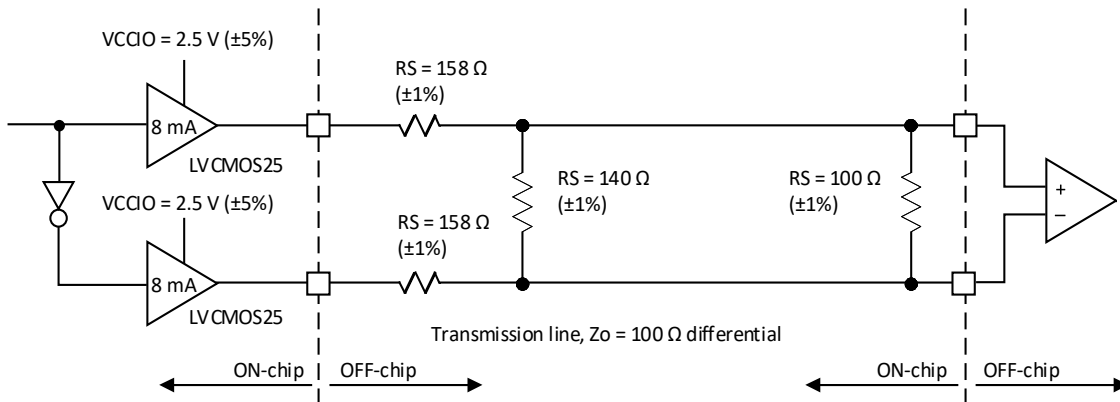 VCCIO = 2.5 V (±5%)
RS = 158 Ω
(±1%)
8 mA
LVCMOS25
RS = 140 Ω
(±1%)
RS = 100 Ω
(±1%)
+
−
VCCIO = 2.5 V (±5%)
RS = 158 Ω
(±1%)
8 mA
LVCMOS25
Transmission line, Zo = 100 Ω differential
ON-chip OFF-chip ON-chip OFF-chip